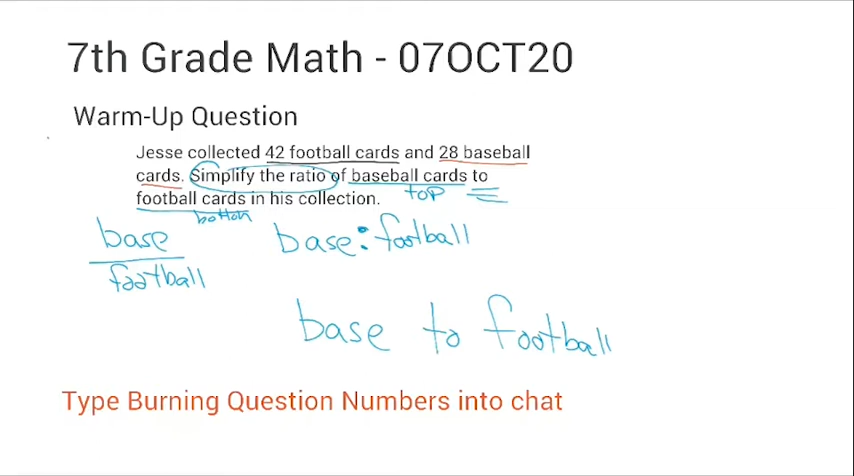 7th Grade Math - 07OCT20
Warm-Up Question
Jesse collected 42 football cards and 28 baseball
cards. Simplify the ratio of baseball cards to
football cards in his collection.
top
bottom
base
football
base:football
base to football
Type Burning Question Numbers into chat